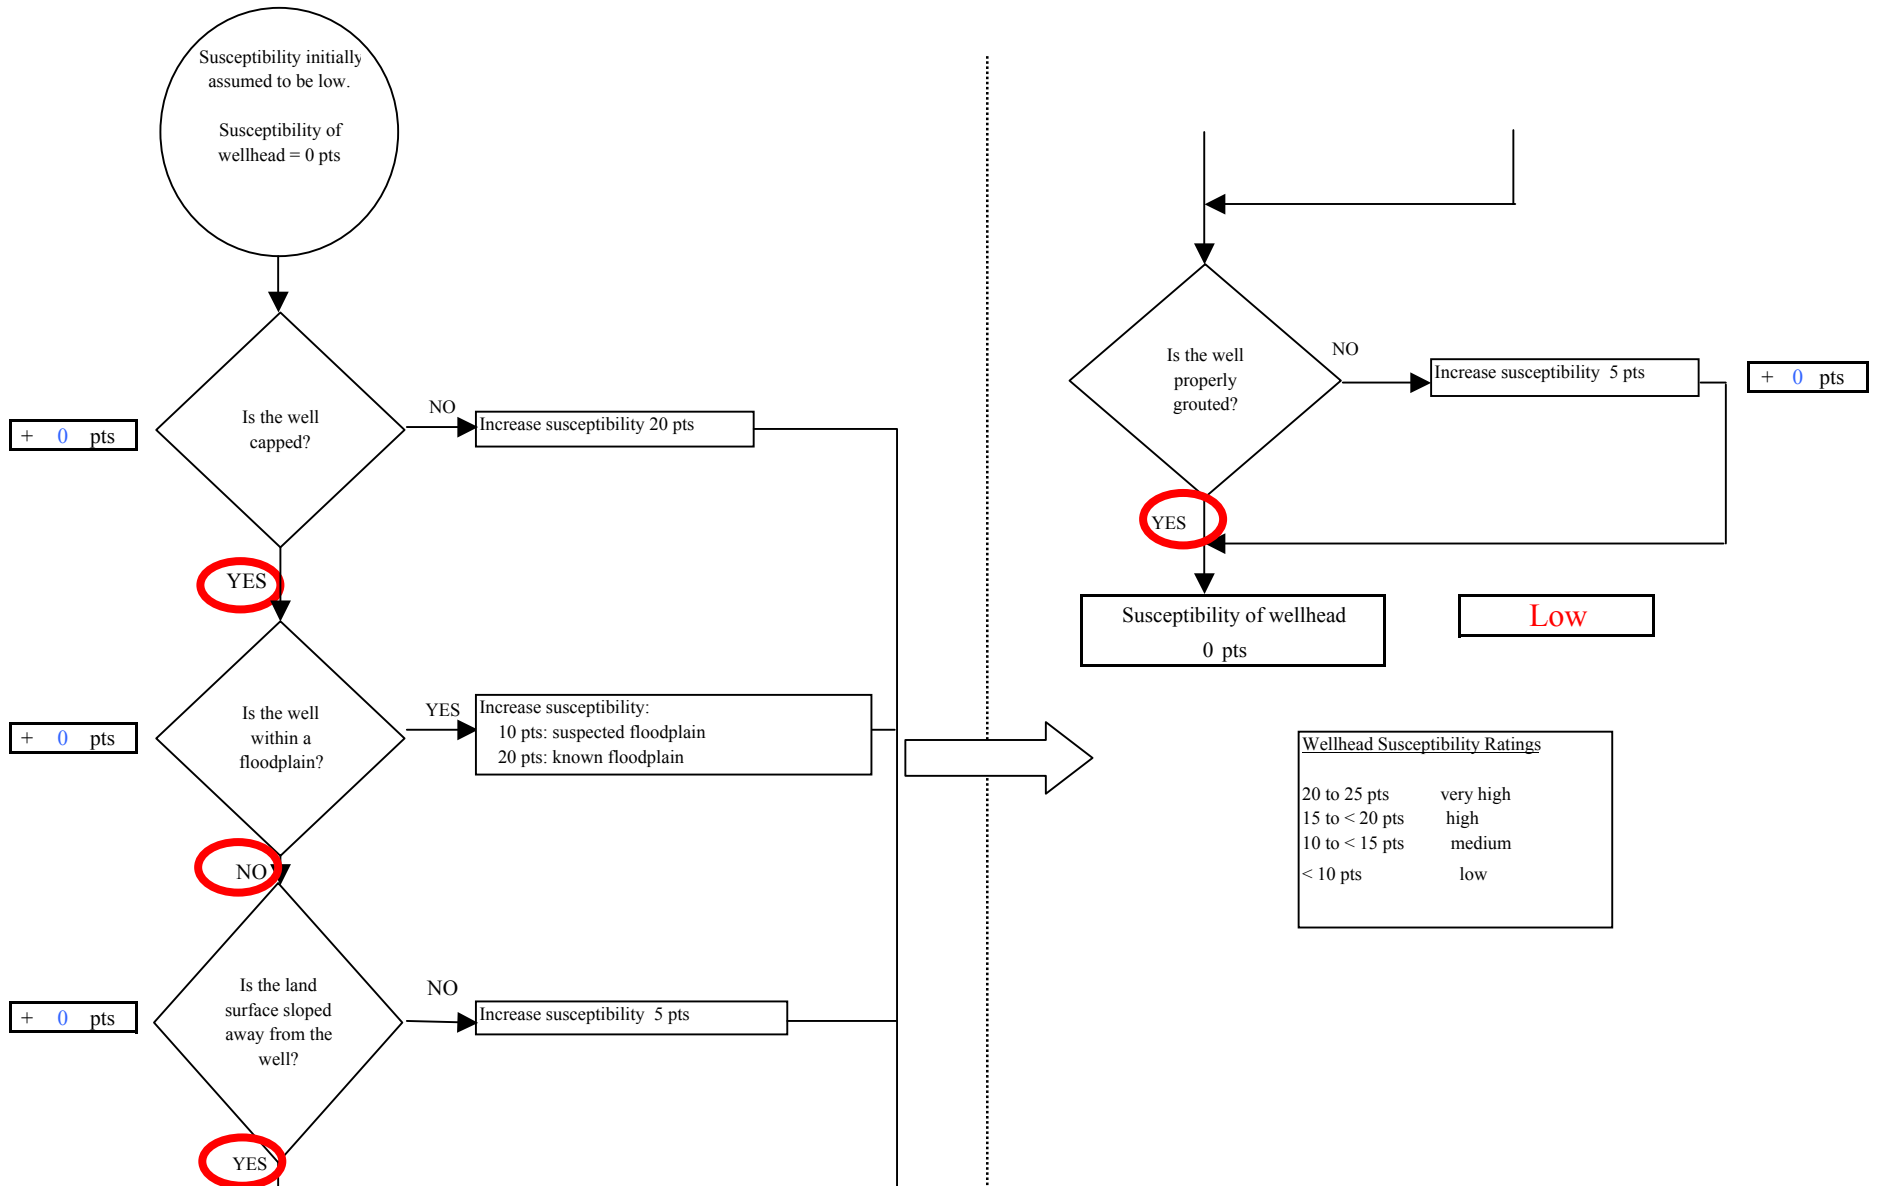 Susceptibility initially
assumed to be low.
Susceptibility of
wellhead = 0 pts
Is the well
capped?
NO
Increase susceptibility 20 pts
+ 0 pts
YES
Is the well
within a
floodplain?
YES
Increase susceptibility:
10 pts: suspected floodplain
20 pts: known floodplain
+ 0 pts
NO
Is the land
surface sloped
away from the
well?
NO
Increase susceptibility 5 pts
+ 0 pts
YES
Is the well
properly
grouted?
NO
Increase susceptibility 5 pts
+ 0 pts
YES
Susceptibility of wellhead
0 pts
Low
Wellhead Susceptibility Ratings
20 to 25 pts very high
15 to < 20 pts high
10 to < 15 pts medium
< 10 pts low